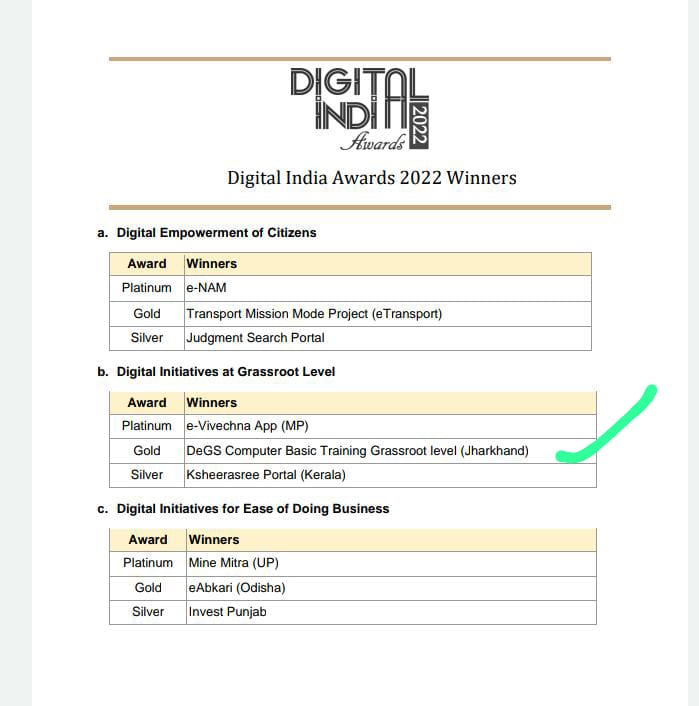 DIGITAL
INDIA
2022
Awards
Digital India Awards 2022 Winners
a. Digital Empowerment of Citizens
Award Winners
Platinum e-NAM
Gold Transport Mission Mode Project (eTransport)
Silver Judgment Search Portal
b. Digital Initiatives at Grassroot Level
Award Winners
Platinum e-Vivechna App (MP)
Gold DeGS Computer Basic Training Grassroot level (Jharkhand)
Silver Ksheerasree Portal (Kerala)
c. Digital Initiatives for Ease of Doing Business
Award Winners
Platinum Mine Mitra (UP)
Gold eAbkari (Odisha)
Silver Invest Punjab